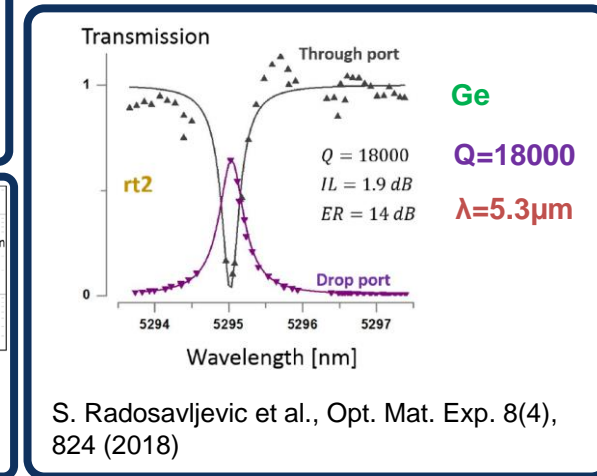 Transmission
Through port
1
Ge
Q = 18000
Q=18000
rt2
IL = 1.9 dB
ER = 14 dB
λ=5.3µm
Drop port
0
5294 5295 5296 5297
Wavelength [nm]
S. Radosavljevic et al., Opt. Mat. Exp. 8(4),
824 (2018)